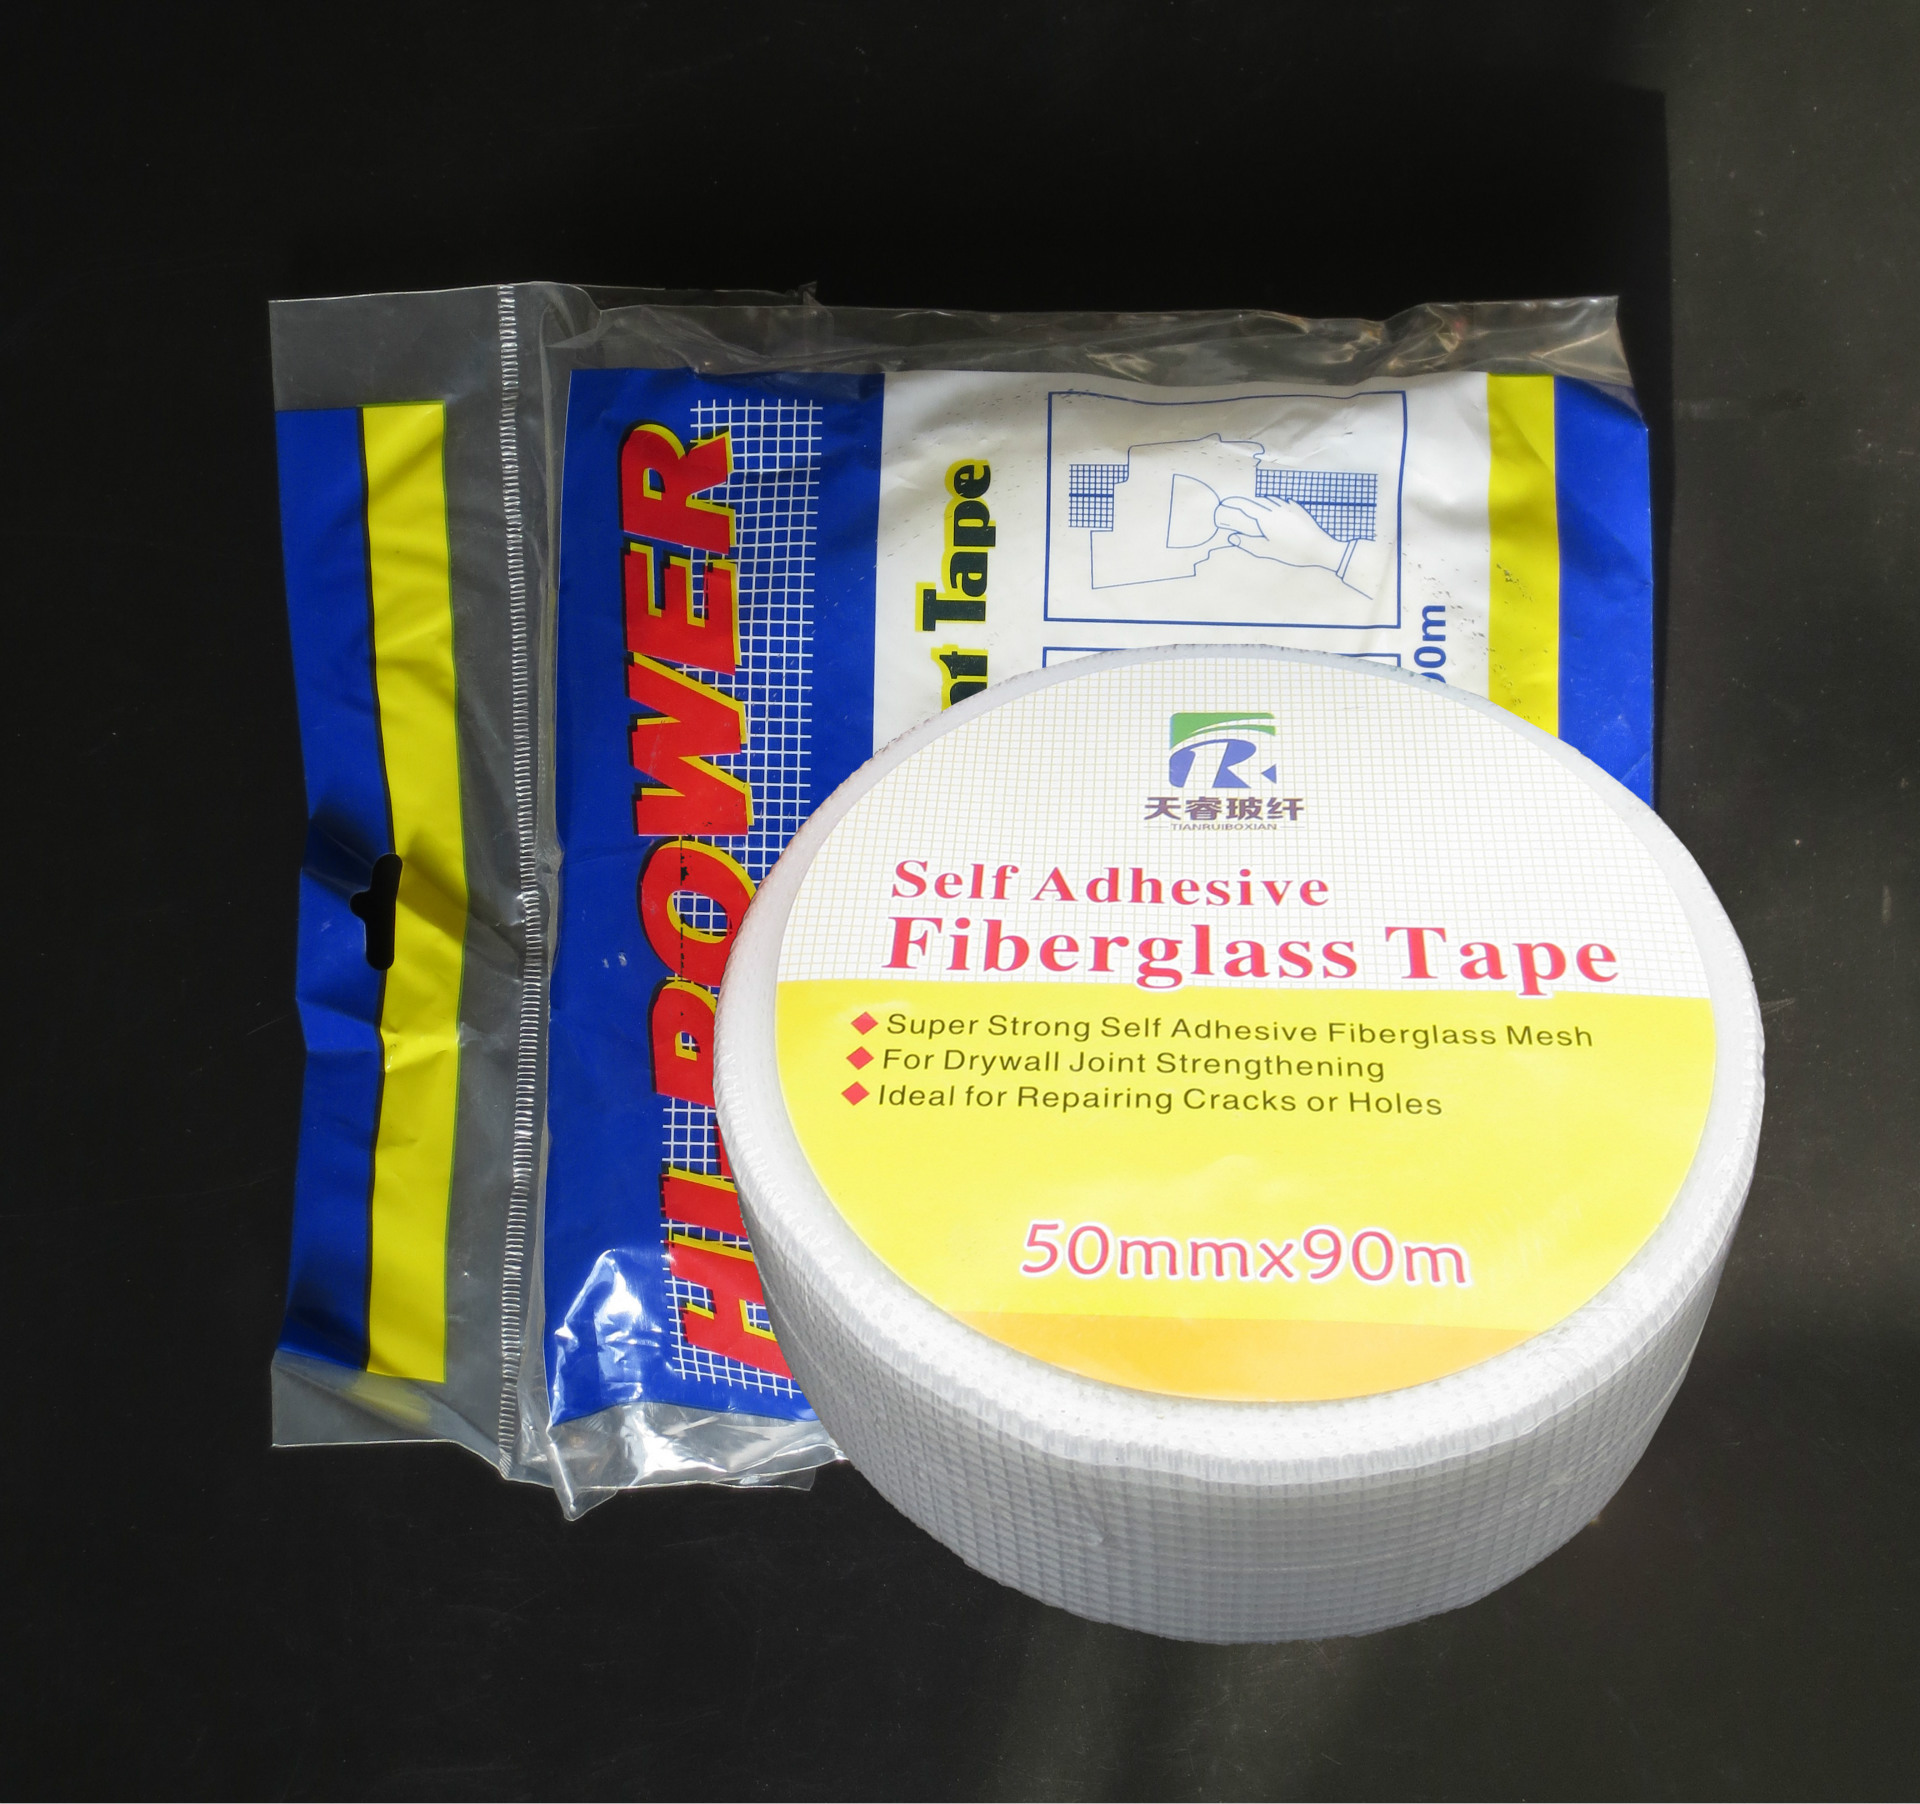 HI-POWER
Tape
天睿玻纤
TIANRUIBOXIAN
Self Adhesive
Fiberglass Tape
Super Strong Self Adhesive Fiberglass Mesh
For Drywall Joint Strengthening
Ideal for Repairing Cracks or Holes
50mmx90m